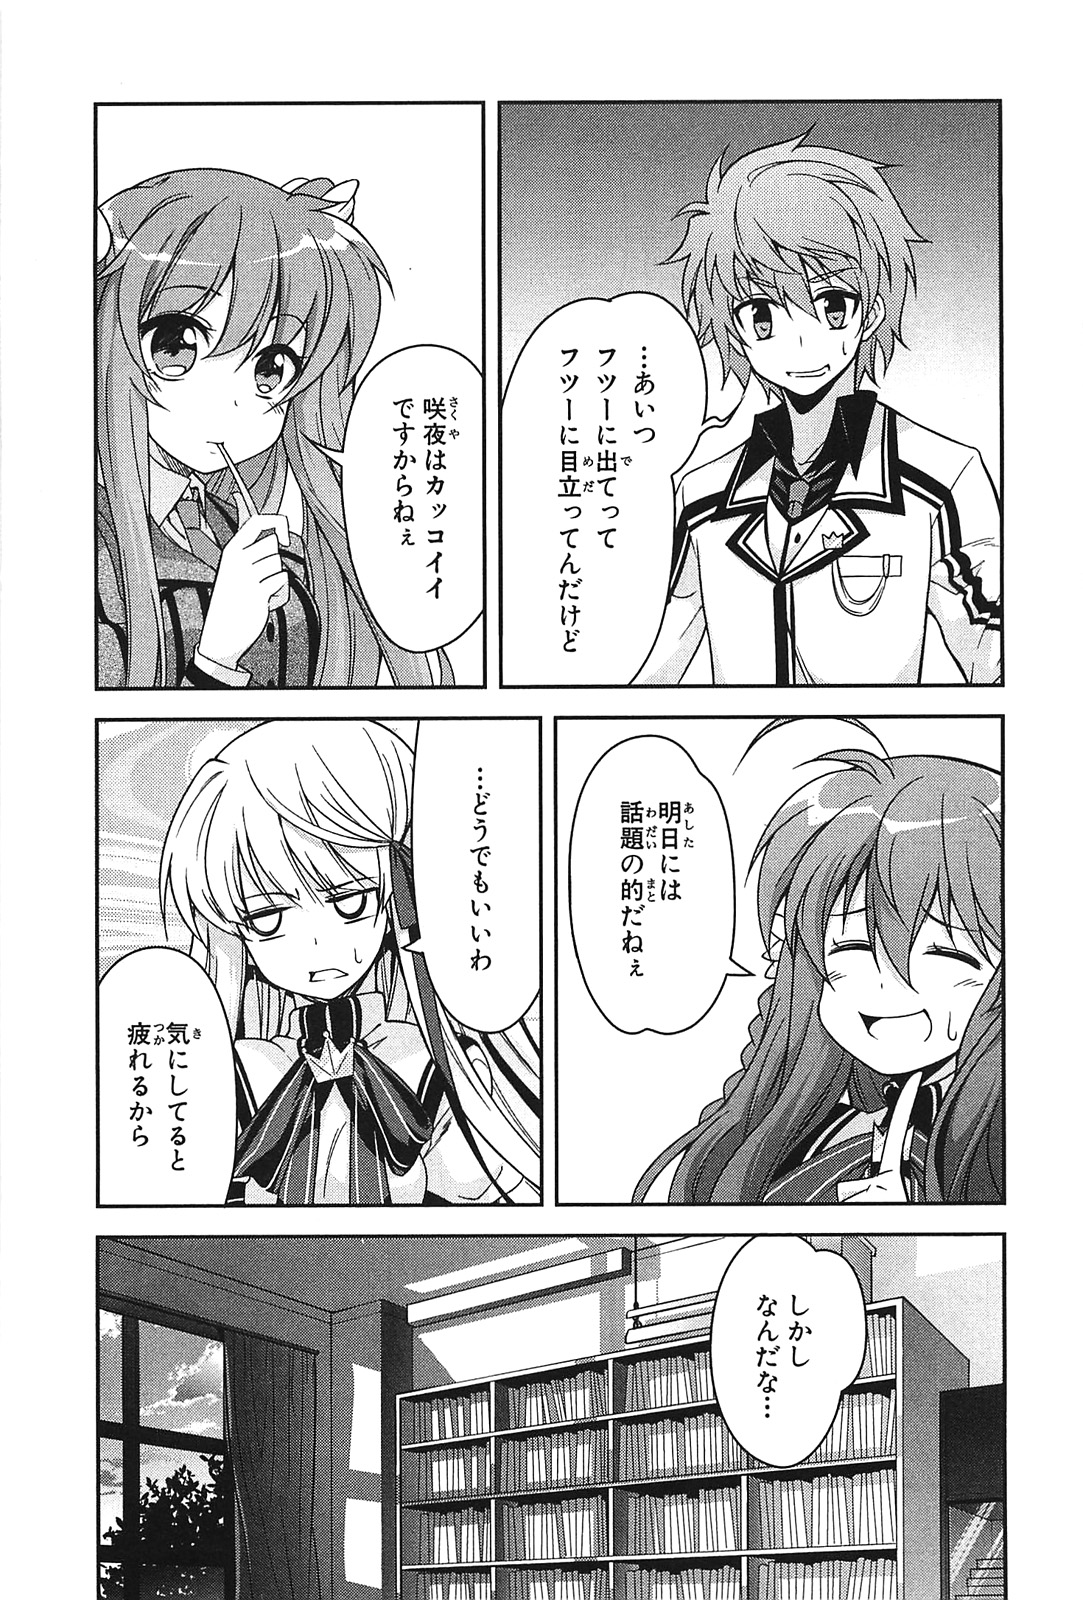 …あいつ
フツーに出てって
フツーに目立ってんだけど
咲夜はカッコイイ
ですからねぇ
明日には
話題の的だねぇ
…どうでもいいわ
気にしてると
疲れるから
しかし
なんだな…